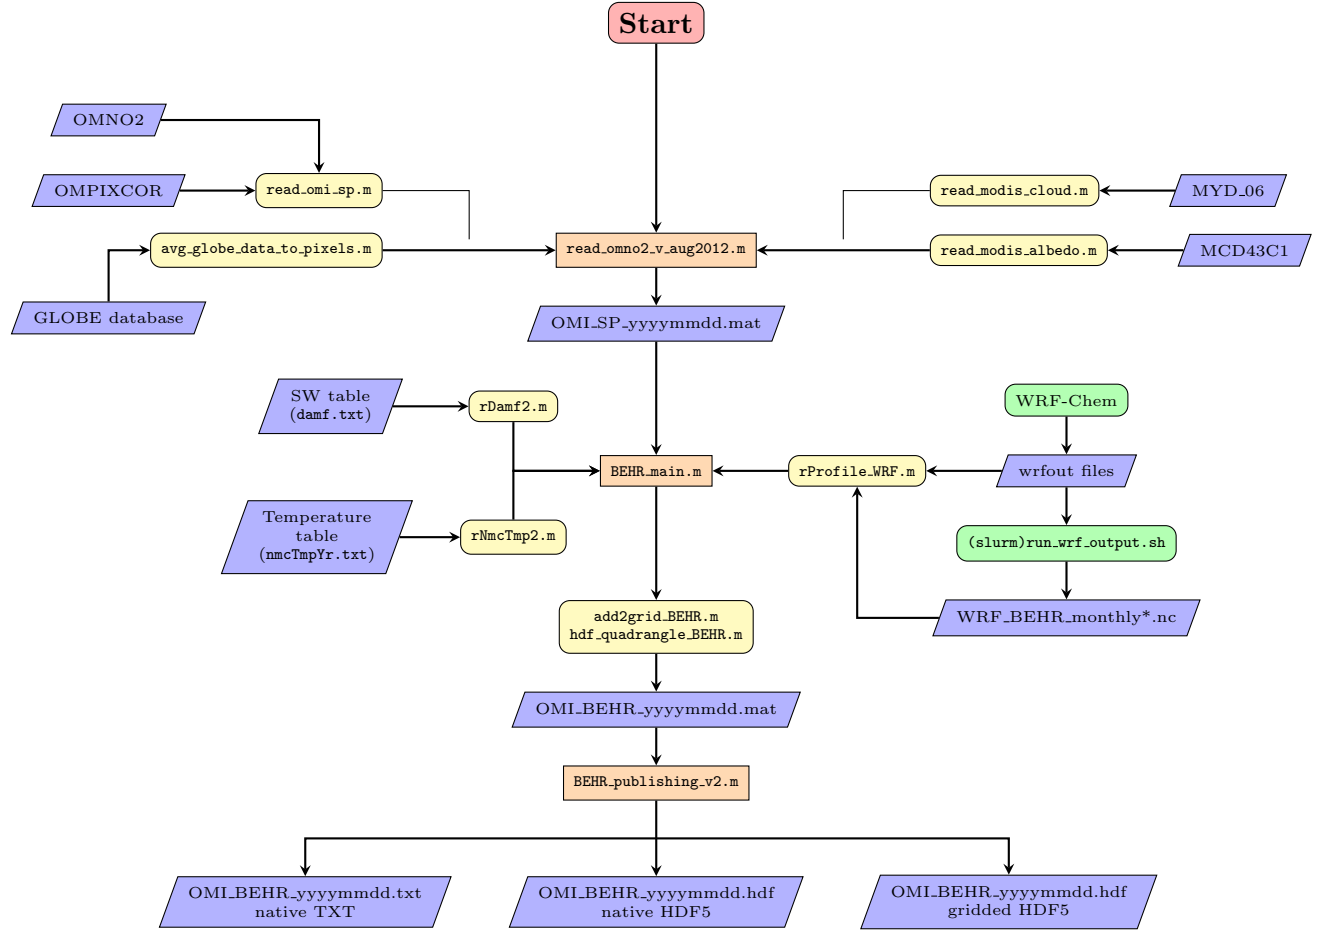 Start
OMNO2
OMPIXCOR
read_omi_sp.m
read_modis_cloud.m
MYD_06
avg_globe_data_to_pixels.m
read_omno2_v_aug2012.m
read_modis_albedo.m
MCD43C1
GLOBE database
OMI_SP_yyyymmdd.mat
SW table
(damf.txt)
rDamf2.m
WRF-Chem
BEHR_main.m
rProfile_WRF.m
wrfout files
Temperature
table
(nmcTmpYr.txt)
rNmcTmp2.m
(slurm)run_wrf_output.sh
add2grid_BEHR.m
hdf_quadrangle_BEHR.m
WRF_BEHR_monthly*.nc
OMI_BEHR_yyyymmdd.mat
BEHR_publishing_v2.m
OMI_BEHR_yyyymmdd.txt
native TXT
OMI_BEHR_yyyymmdd.hdf
native HDF5
OMI_BEHR_yyyymmdd.hdf
gridded HDF5